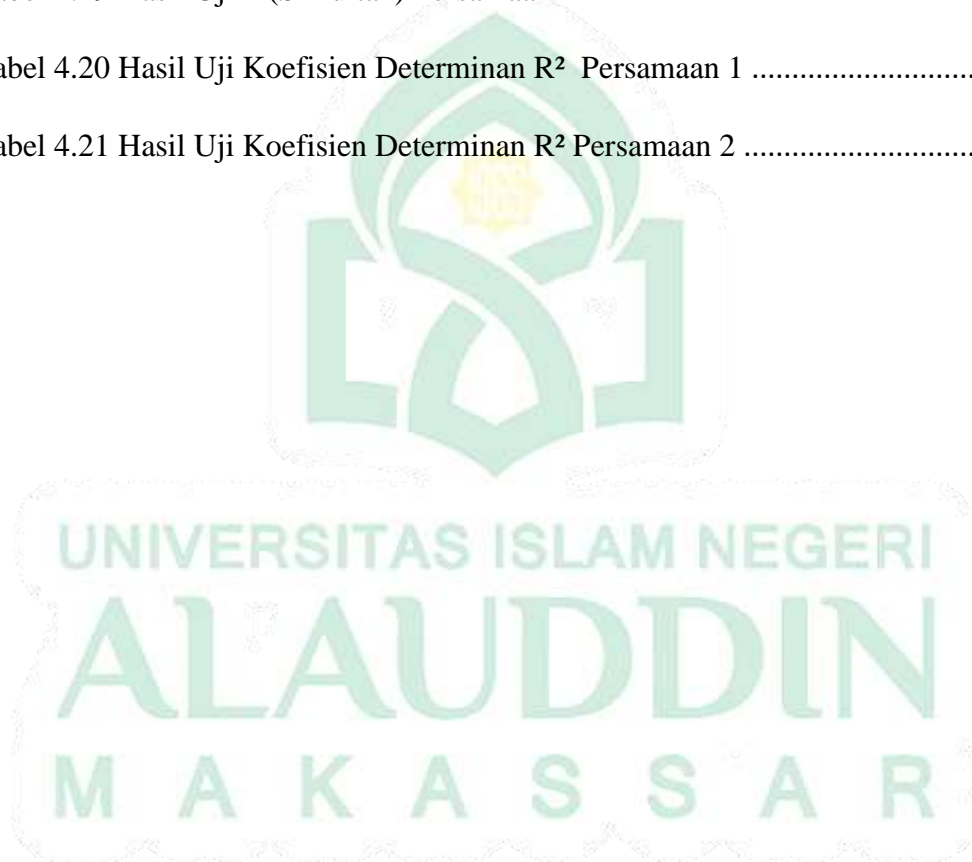 abel 4.20 Hasil Uji Koefisien Determinan R² Persamaan 1 ............................
abel 4.21 Hasil Uji Koefisien Determinan R² Persamaan 2 .............................
UNIVERSITAS ISLAM NEGERI
ALAUDDIN
MAKASSAR